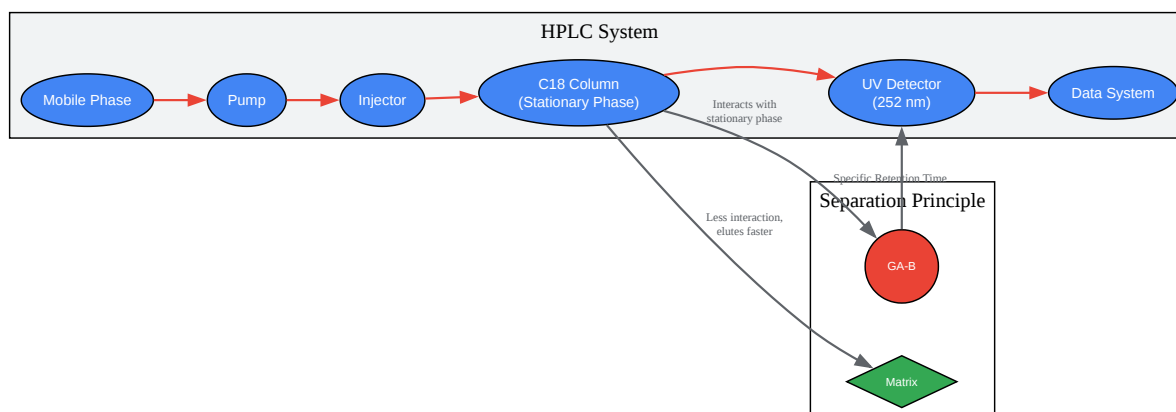 HPLC System
Mobile Phase
Pump
Injector
C18 Column
(Stationary Phase)
UV Detector
(252 nm)
Data System
Interacts with
stationary phase
Specific Retention Time
Separation Principle
Less interaction,
elutes faster
GA-B
Matrix